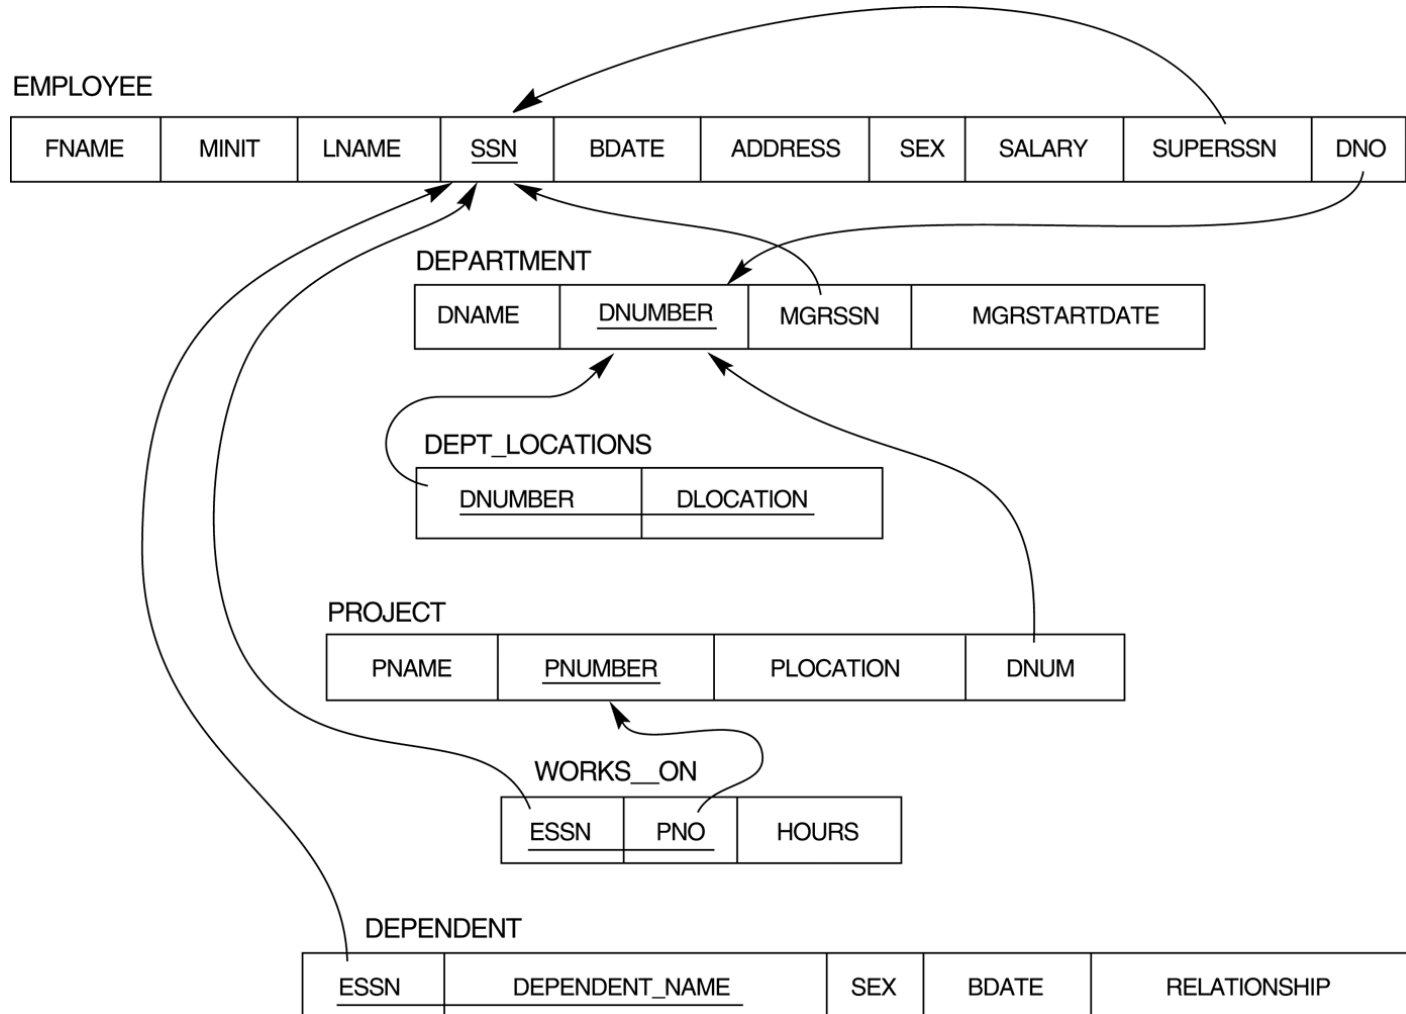 EMPLOYEE
FNAME MINIT LNAME SSN BDATE ADDRESS SEX SALARY SUPERSSN DNO
DEPARTMENT
DNAME DNUMBER MGRSSN MGRSTARTDATE
DEPT_LOCATIONS
DNUMBER DLOCATION
PROJECT
PNAME PNUMBER PLOCATION DNUM
WORKS__ON
ESSN PNO HOURS
DEPENDENT
ESSN DEPENDENT_NAME SEX BDATE RELATIONSHIP